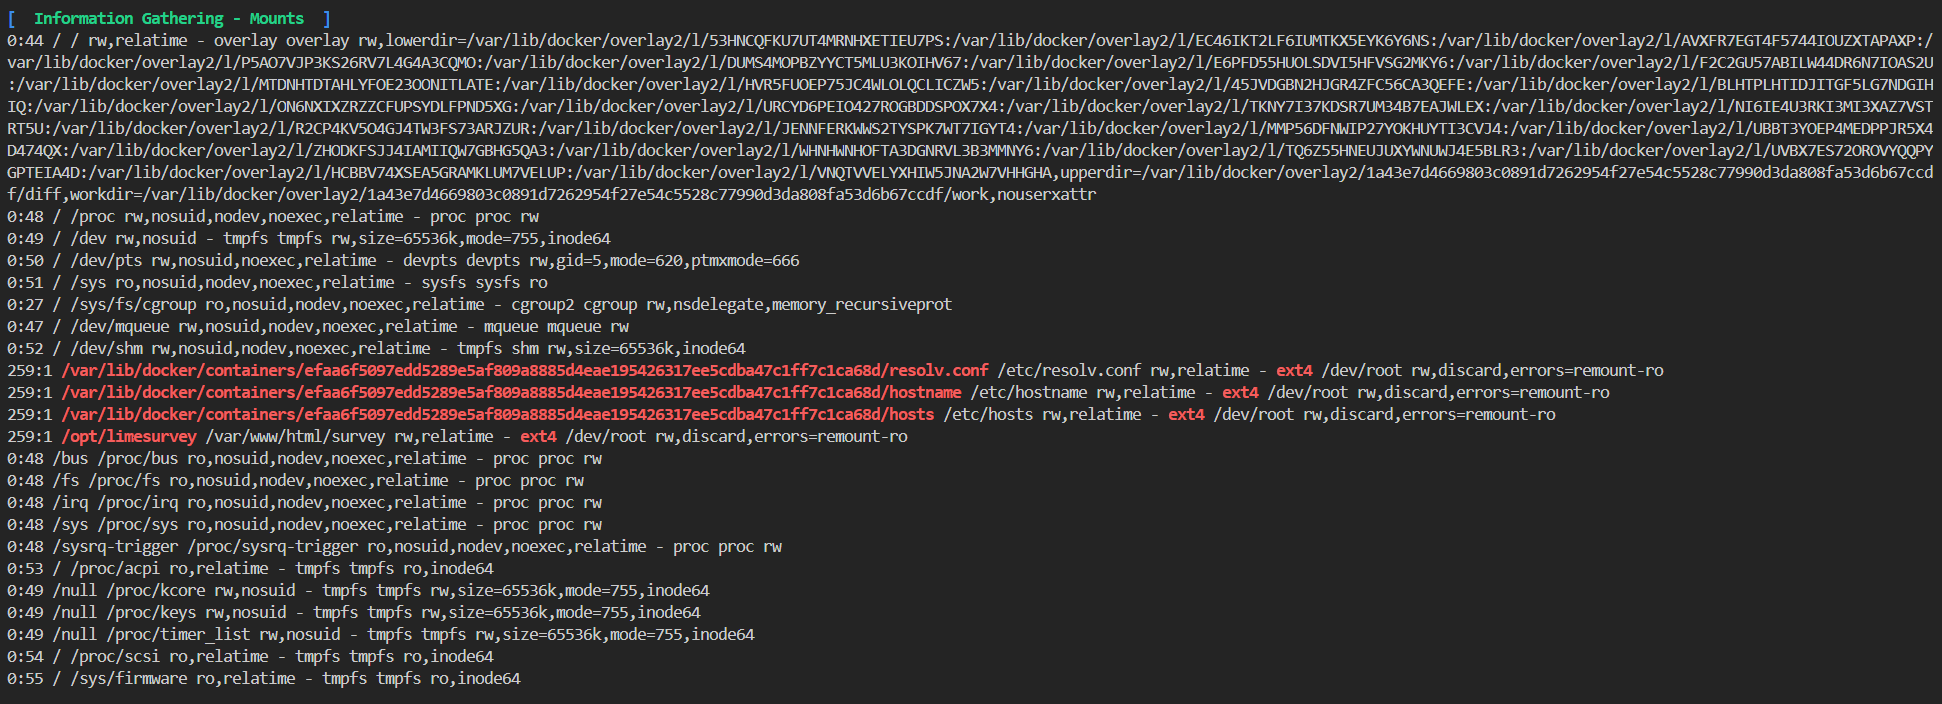 [  Information Gathering - Mounts  ]
0:44 / / rw,relatime - overlay overlay rw,lowerdir=/var/lib/docker/overlay2/l/53HNCQFKU7UT4MRNHXETIEU7PS:/var/lib/docker/overlay2/l/EC46IKT2LF6IUMTKX5EYK6Y6NS:/var/lib/docker/overlay2/l/AVXFR7EGT4F5744IOUZXTAPAXP:/
var/lib/docker/overlay2/l/P5AO7VJP3KS26RV7L4G4A3CQMO:/var/lib/docker/overlay2/l/DUMS4MOPBZYYCT5MLU3KOIHV67:/var/lib/docker/overlay2/l/E6PFD55HUOLSDVI5HFVSG2MKY6:/var/lib/docker/overlay2/l/F2C2GU57ABILW44DR6N7IOAS2U
:/var/lib/docker/overlay2/l/MTDNHTDTAHLYFOE23OONITLATE:/var/lib/docker/overlay2/l/HVR5FUOEP75JC4WLOLQCLICZW5:/var/lib/docker/overlay2/l/45JVDGBN2HJGR4ZFC56CA3QEFE:/var/lib/docker/overlay2/l/BLHTPLHTIDJITGF5LG7NDGIH
IQ:/var/lib/docker/overlay2/l/ON6NXIXZRZZCFUPSYDLFPND5XG:/var/lib/docker/overlay2/l/URCYD6PEIO427ROGBDDSPOX7X4:/var/lib/docker/overlay2/l/TKNY7I37KDSR7UM34B7EAJWLEX:/var/lib/docker/overlay2/l/NI6IE4U3RKI3MI3XAZ7VST
RT5U:/var/lib/docker/overlay2/l/R2CP4KV5O4GJ4TW3FS73ARJZUR:/var/lib/docker/overlay2/l/JENNFERKWWS2TYSPK7WT7IGYT4:/var/lib/docker/overlay2/l/MMP56DFNWIP27YOKHUYTI3CVJ4:/var/lib/docker/overlay2/l/UBBT3YOEP4MEDPPJR5X4
D474QX:/var/lib/docker/overlay2/l/ZHODKFSJJ4IAMIIQW7GBHG5QA3:/var/lib/docker/overlay2/l/WHNHWNHOFTA3DGNRVL3B3MMNY6:/var/lib/docker/overlay2/l/TQ6Z55HNEUJUXYWNUWJ4E5BLR3:/var/lib/docker/overlay2/l/UVBX7ES72OROVYQQPY
GPTEIA4D:/var/lib/docker/overlay2/l/HCBBV74XSEA5GRAMKLUM7VELUP:/var/lib/docker/overlay2/l/VNQTVVELYXHIW5JNA2W7VHHGHA,upperdir=/var/lib/docker/overlay2/1a43e7d4669803c0891d7262954f27e54c5528c77990d3da808fa53d6b67ccd
f/diff,workdir=/var/lib/docker/overlay2/1a43e7d4669803c0891d7262954f27e54c5528c77990d3da808fa53d6b67ccdf/work,nouserxattr
0:48 / /proc rw,nosuid,nodev,noexec,relatime - proc proc rw
0:49 / /dev rw,nosuid - tmpfs tmpfs rw,size=65536k,mode=755,inode64
0:50 / /dev/pts rw,nosuid,noexec,relatime - devpts devpts rw,gid=5,mode=620,ptmxmode=666
0:51 / /sys ro,nosuid,nodev,noexec,relatime - sysfs sysfs ro
0:27 / /sys/fs/cgroup ro,nosuid,nodev,noexec,relatime - cgroup2 cgroup rw,nsdelegate,memory_recursiveprot
0:47 / /dev/mqueue rw,nosuid,nodev,noexec,relatime - mqueue mqueue rw
0:52 / /dev/shm rw,nosuid,nodev,noexec,relatime - tmpfs shm rw,size=65536k,inode64
259:1 /var/lib/docker/containers/efaa6f5097edd5289e5af809a8885d4eae195426317ee5cdba47c1ff7c1ca68d/resolv.conf /etc/resolv.conf rw,relatime - ext4 /dev/root rw,discard,errors=remount-ro
259:1 /var/lib/docker/containers/efaa6f5097edd5289e5af809a8885d4eae195426317ee5cdba47c1ff7c1ca68d/hostname /etc/hostname rw,relatime - ext4 /dev/root rw,discard,errors=remount-ro
259:1 /var/lib/docker/containers/efaa6f5097edd5289e5af809a8885d4eae195426317ee5cdba47c1ff7c1ca68d/hosts /etc/hosts rw,relatime - ext4 /dev/root rw,discard,errors=remount-ro
259:1 /opt/limesurvey /var/www/html/survey rw,relatime - ext4 /dev/root rw,discard,errors=remount-ro
0:48 /bus /proc/bus ro,nosuid,nodev,noexec,relatime - proc proc rw
0:48 /fs /proc/fs ro,nosuid,nodev,noexec,relatime - proc proc rw
0:48 /irq /proc/irq ro,nosuid,nodev,noexec,relatime - proc proc rw
0:48 /sys /proc/sys ro,nosuid,nodev,noexec,relatime - proc proc rw
0:48 /sysrq-trigger /proc/sysrq-trigger ro,nosuid,nodev,noexec,relatime - proc proc rw
0:53 / /proc/acpi ro,relatime - tmpfs tmpfs ro,inode64
0:49 /null /proc/kcore rw,nosuid - tmpfs tmpfs rw,size=65536k,mode=755,inode64
0:49 /null /proc/keys rw,nosuid - tmpfs tmpfs rw,size=65536k,mode=755,inode64
0:49 /null /proc/timer_list rw,nosuid - tmpfs tmpfs rw,size=65536k,mode=755,inode64
0:54 / /proc/scsi ro,relatime - tmpfs tmpfs ro,inode64
0:55 / /sys/firmware ro,relatime - tmpfs tmpfs ro,inode64